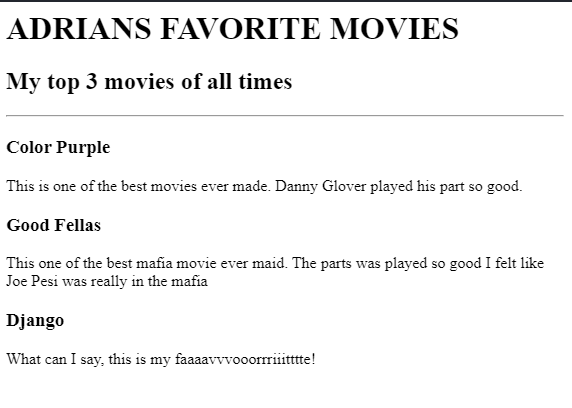 ADRIANS FAVORITE MOVIES
My top 3 movies of all times
Color Purple
This is one of the best movies ever made. Danny Glover played his part so good.
Good Fellas
This one of the best mafia movie ever maid. The parts was played so good I felt like
Joe Pesi was really in the mafia
Django
What can I say, this is my faaaavvvooorrriiittttte!